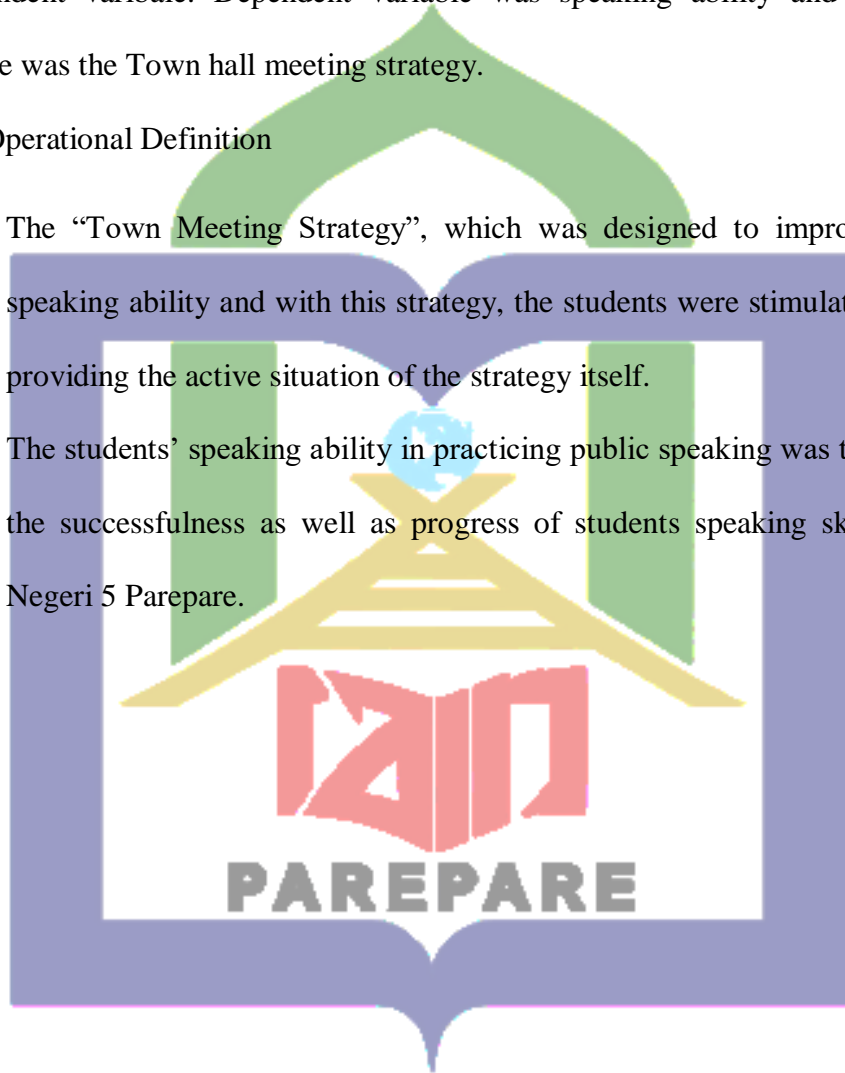 ndent varibale. Dependent variable was speaking ability and
e was the Town hall meeting strategy.
Operational Definition
The “Town Meeting Strategy”, which was designed to impro
speaking ability and with this strategy, the students were stimulat
providing the active situation of the strategy itself.
The students’ speaking ability in practicing public speaking was t
the successfulness as well as progress of students speaking sk
Negeri 5 Parepare.
iain
PAREPARE